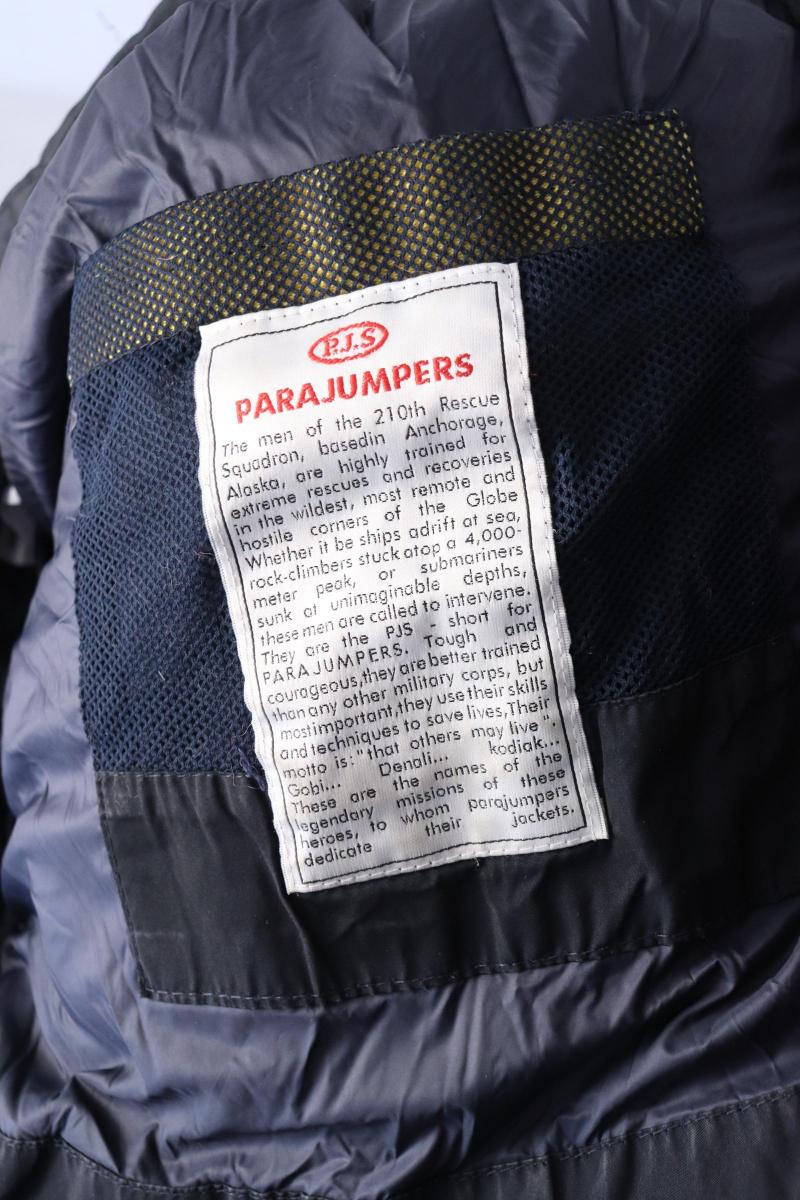 P.J.S
PARAJUMPERS
The men of the 210th Rescue
Squadron, basedin Anchorage,
Alaska, are highly trained for
extreme rescues and recoveries
in the wildest, most remote and
hostile corners of the Globe
Whether it be ships adrift at sea,
rock-climbers stuck atop a 4,000-
meter peak, or submariners
sunk at unimaginable depths,
these men are called to intervene.
They are the PJS - short for
PARAJUMPERS. Tough and
courageous,they are better trained
than any other military corps, but
mostimportant,they use their skills
and techniques to save lives,Their
motto is: "that others may live".
Gobi... Denali... kodiak...
These are the names of the
legendary missions of these
heroes, to whom parajumpers
dedicate their jackets.